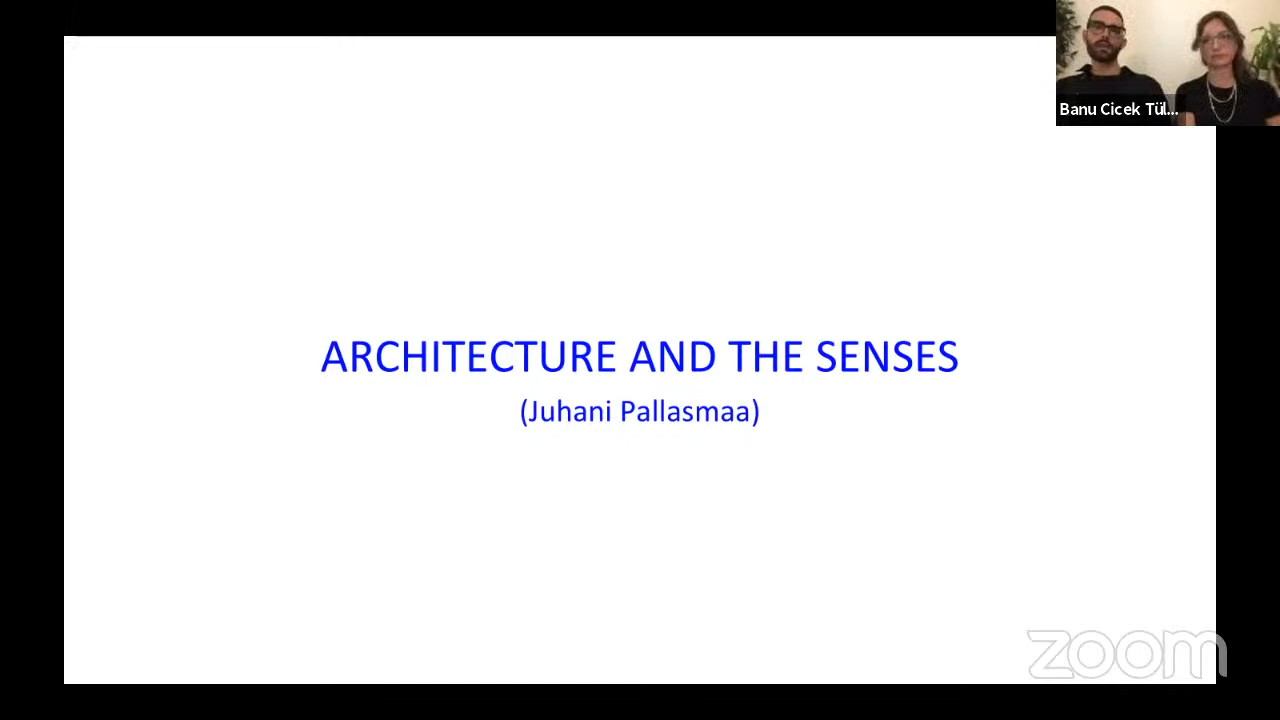 Banu Cicek Tül...
ARCHITECTURE AND THE SENSES
(Juhani Pallasmaa)
zoom